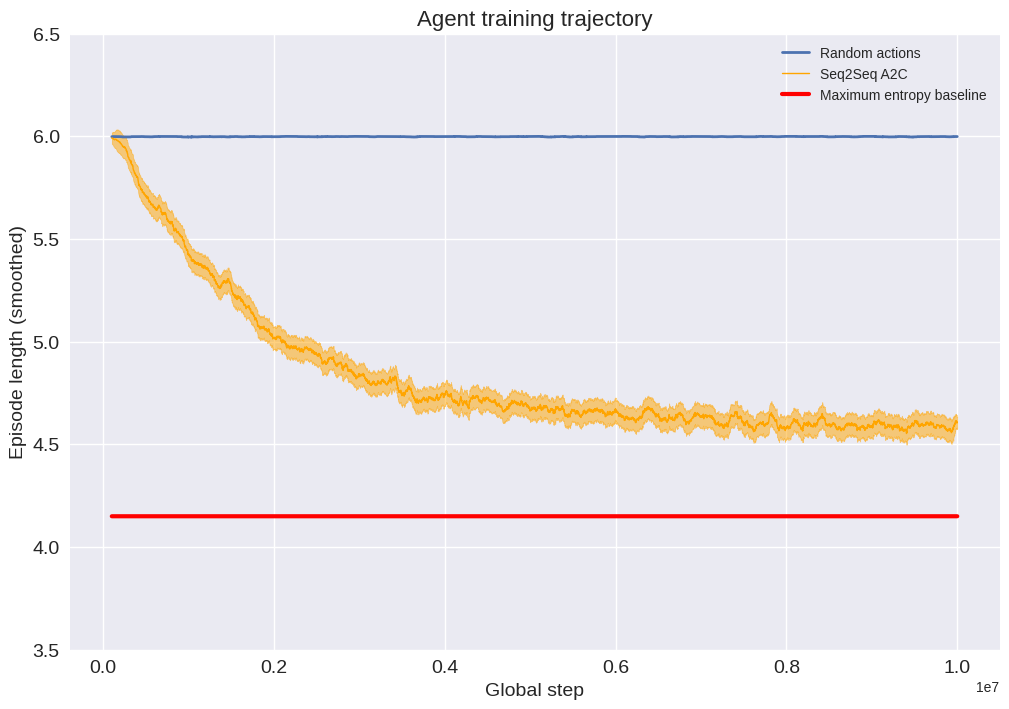 Agent training trajectory
Random actions
Seq2Seq A2C
Maximum entropy baseline
Episode length (smoothed)
6.5
6.0
5.5
5.0
4.5
4.0
3.5
0.0 0.2 0.4 0.6 0.8 1.0
1e7
Global step